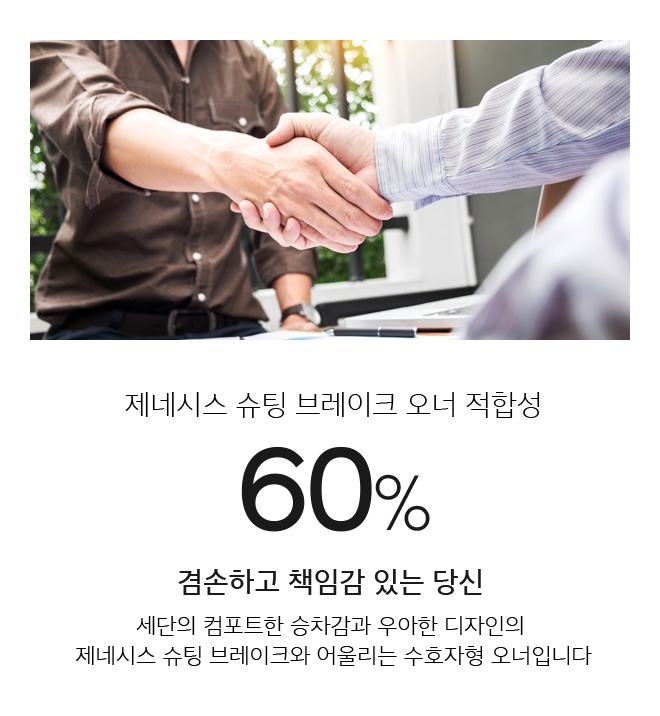 제네시스 슈팅 브레이크 오너 적합성
60%
겸손하고 책임감 있는 당신
세단의 컴포트한 승차감과 우아한 디자인의
제네시스 슈팅 브레이크와 어울리는 수호자형 오너입니다